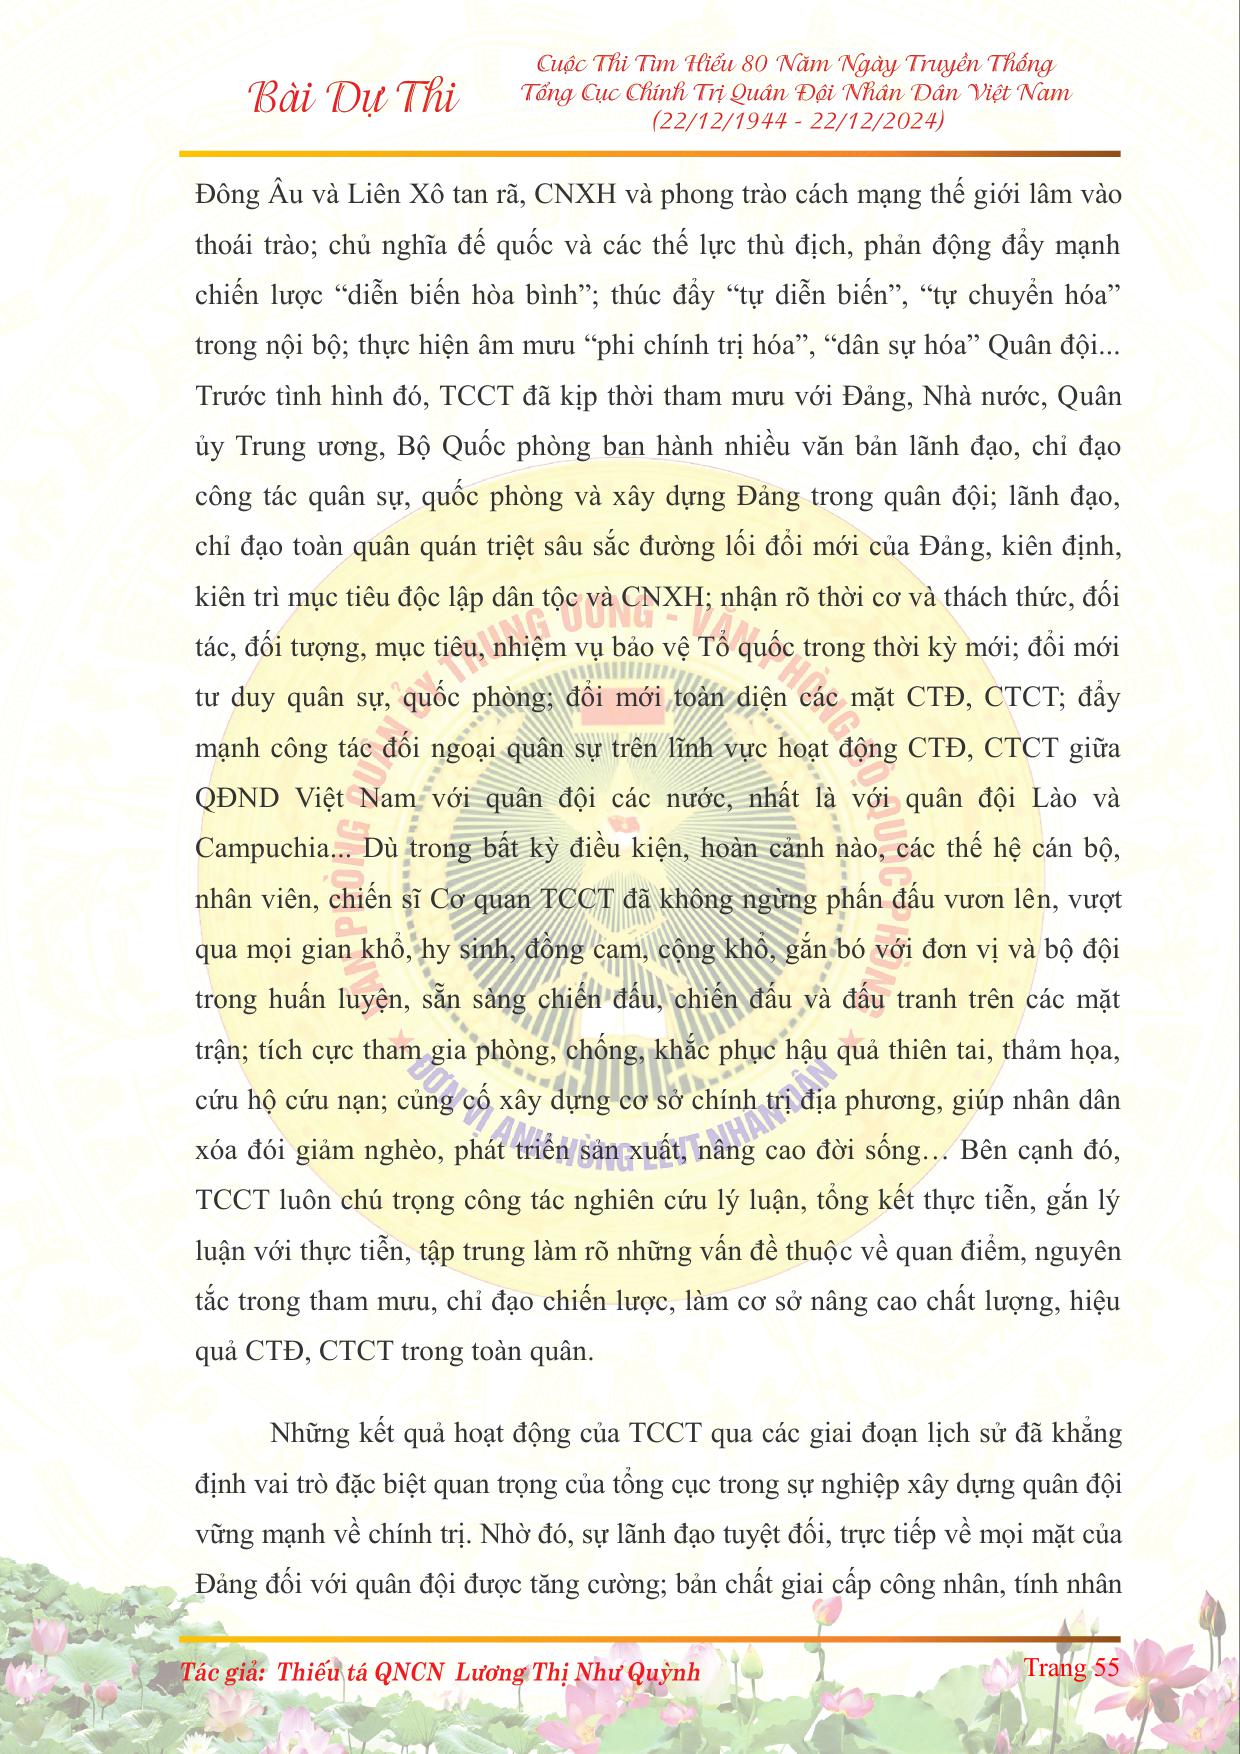 Bài Dự Thi
Cuộc Thi Tìm Hiểu 80 Năm Ngày Truyền Thống
Tổng Cục Chính Trị Quân Đội Nhân Dân Việt Nam
(22/12/1944 - 22/12/2024)
Đông Âu và Liên Xô tan rã, CNXH và phong trào cách mạng thế giới lâm vào
thoái trào; chủ nghĩa đế quốc và các thế lực thù địch, phản động đẩy mạnh
chiến lược “diễn biến hòa bình”; thúc đẩy “tự diễn biến”, “tự chuyển hóa”
trong nội bộ; thực hiện âm mưu “phi chính trị hóa”, “dân sự hóa” Quân đội...
Trước tình hình đó, TCCT đã kịp thời tham mưu với Đảng, Nhà nước, Quân
ủy Trung ương, Bộ Quốc phòng ban hành nhiều văn bản lãnh đạo, chỉ đạo
công tác quân sự, quốc phòng và xây dựng Đảng trong quân đội; lãnh đạo,
chỉ đạo toàn quân quán triệt sâu sắc đường lối đổi mới của Đảng, kiên định,
kiên trì mục tiêu độc lập dân tộc và CNXH; nhận rõ thời cơ và thách thức, đối
tác, đối tượng, mục tiêu, nhiệm vụ bảo vệ Tổ quốc trong thời kỳ mới; đổi mới
tư duy quân sự, quốc phòng; đổi mới toàn diện các mặt CTĐ, CTCT; đẩy
mạnh công tác đối ngoại quân sự trên lĩnh vực hoạt động CTĐ, CTCT giữa
QĐND Việt Nam với quân đội các nước, nhất là với quân đội Lào và
Campuchia... Dù trong bất kỳ điều kiện, hoàn cảnh nào, các thế hệ cán bộ,
nhân viên, chiến sĩ Cơ quan TCCT đã không ngừng phấn đấu vươn lên, vượt
qua mọi gian khổ, hy sinh, đồng cam, cộng khổ, gắn bó với đơn vị và bộ đội
trong huấn luyện, sẵn sàng chiến đấu, chiến đấu và đấu tranh trên các mặt
trận; tích cực tham gia phòng, chống, khắc phục hậu quả thiên tai, thảm họa,
cứu hộ cứu nạn; củng cố xây dựng cơ sở chính trị địa phương, giúp nhân dân
xóa đói giảm nghèo, phát triển sản xuất, nâng cao đời sống… Bên cạnh đó,
TCCT luôn chú trọng công tác nghiên cứu lý luận, tổng kết thực tiễn, gắn lý
luận với thực tiễn, tập trung làm rõ những vấn đề thuộc về quan điểm, nguyên
tắc trong tham mưu, chỉ đạo chiến lược, làm cơ sở nâng cao chất lượng, hiệu
quả CTĐ, CTCT trong toàn quân.
Những kết quả hoạt động của TCCT qua các giai đoạn lịch sử đã khẳng
định vai trò đặc biệt quan trọng của tổng cục trong sự nghiệp xây dựng quân đội
vững mạnh về chính trị. Nhờ đó, sự lãnh đạo tuyệt đối, trực tiếp về mọi mặt của
Đảng đối với quân đội được tăng cường; bản chất giai cấp công nhân, tính nhân
VĂN PHÒNG QUÂN ỦY TRUNG ƯƠNG - VĂN PHÒNG BỘ QUỐC PHÒNG
ĐƠN VỊ ANH HÙNG LLVT NHÂN DÂN
Tác giả: Thiếu tá QNCN Lương Thị Như Quỳnh
Trang 55